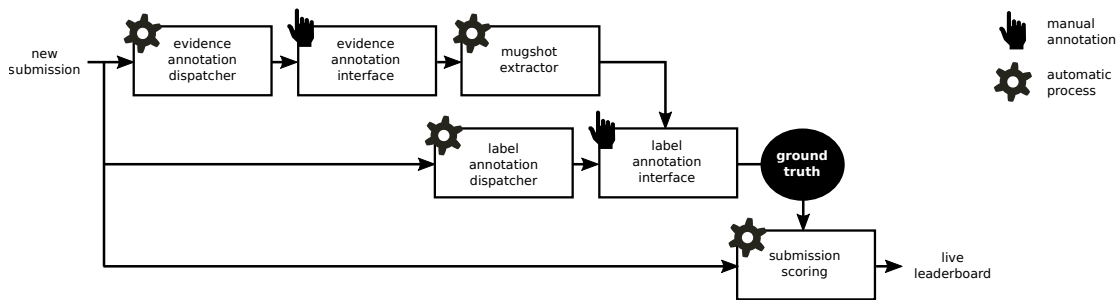 new
submission
evidence
annotation
dispatcher
evidence
annotation
interface
mugshot
extractor
manual
annotation
automatic
process
label
annotation
dispatcher
label
annotation
interface
ground
truth
submission
scoring
live
leaderboard